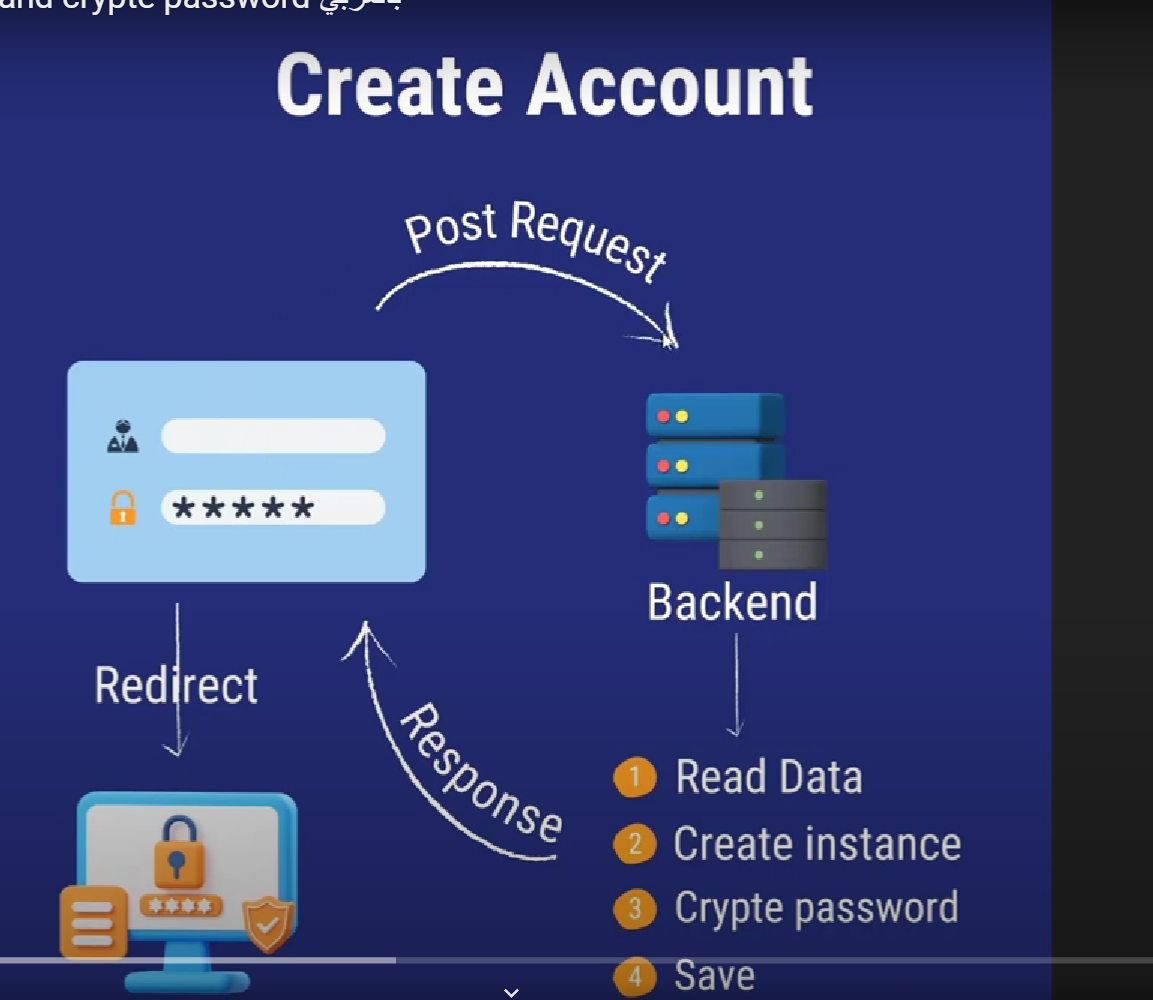 and crypte password بالعربي
Create Account
Post Request
*****
Backend
Redirect
Response
1 Read Data
2 Create instance
3 Crypte password
4 Save
****